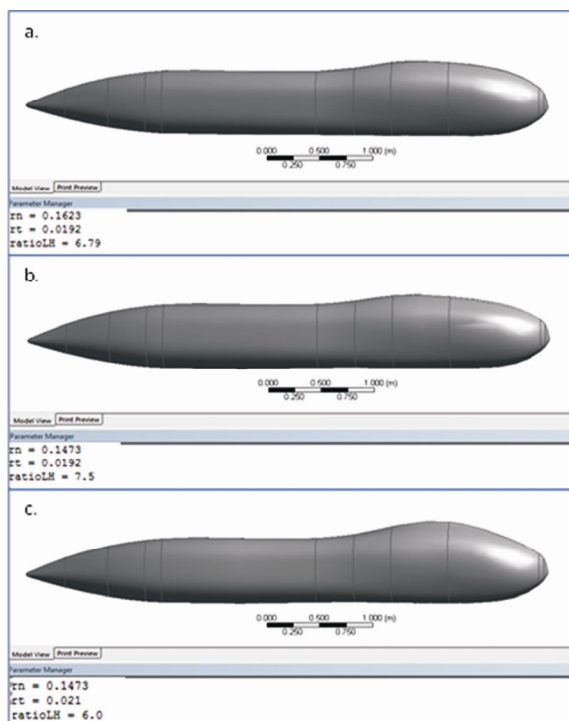 a.
0.000 0.500 1.000 (m)
0.250 0.750
Model View Print Preview
Parameter Manager
rn = 0.1623
rt = 0.0192
ratioLH = 6.79
b.
0.000 0.500 1.000 (m)
0.250 0.750
Model View Print Preview
Parameter Manager
rn = 0.1473
rt = 0.0192
ratioLH = 7.5
c.
0.000 0.500 1.000 (m)
0.250 0.750
Model View Print Preview
Parameter Manager
rn = 0.1473
rt = 0.021
ratioLH = 6.0